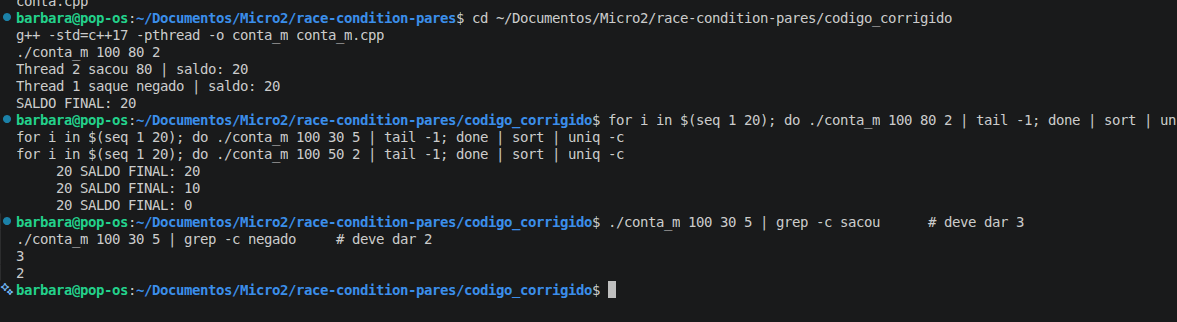 conta.cpp
barbara@pop-os:~/Documentos/Micro2/race-condition-pares$ cd ~/Documentos/Micro2/race-condition-pares/codigo_corrigido
g++ -std=c++17 -pthread -o conta_m conta_m.cpp
./conta_m 100 80 2
Thread 2 sacou 80 | saldo: 20
Thread 1 saque negado | saldo: 20
SALDO FINAL: 20
barbara@pop-os:~/Documentos/Micro2/race-condition-pares/codigo_corrigido$ for i in $(seq 1 20); do ./conta_m 100 80 2 | tail -1; done | sort | un
for i in $(seq 1 20); do ./conta_m 100 30 5 | tail -1; done | sort | uniq -c
for i in $(seq 1 20); do ./conta_m 100 50 2 | tail -1; done | sort | uniq -c
     20 SALDO FINAL: 20
     20 SALDO FINAL: 10
     20 SALDO FINAL: 0
barbara@pop-os:~/Documentos/Micro2/race-condition-pares/codigo_corrigido$ ./conta_m 100 30 5 | grep -c sacou      # deve dar 3
./conta_m 100 30 5 | grep -c negado     # deve dar 2
3
2
barbara@pop-os:~/Documentos/Micro2/race-condition-pares/codigo_corrigido$